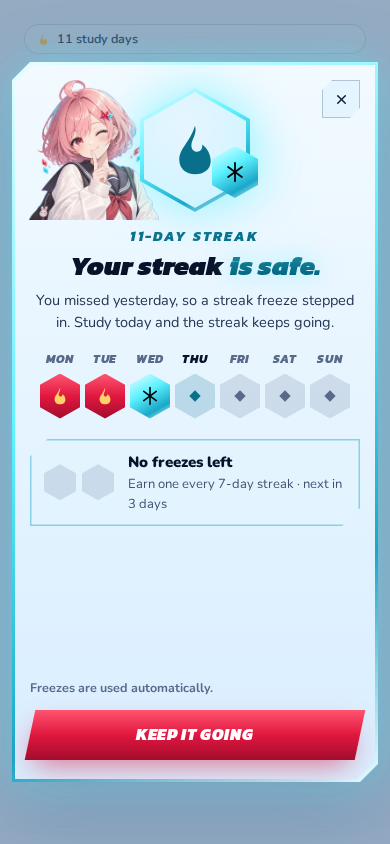 11 study days
11-DAY STREAK
Your streak is safe.
You missed yesterday, so a streak freeze stepped
in. Study today and the streak keeps going.
MON TUE WED THU FRI SAT SUN
No freezes left
Earn one every 7-day streak · next in
3 days
Freezes are used automatically.
KEEP IT GOING